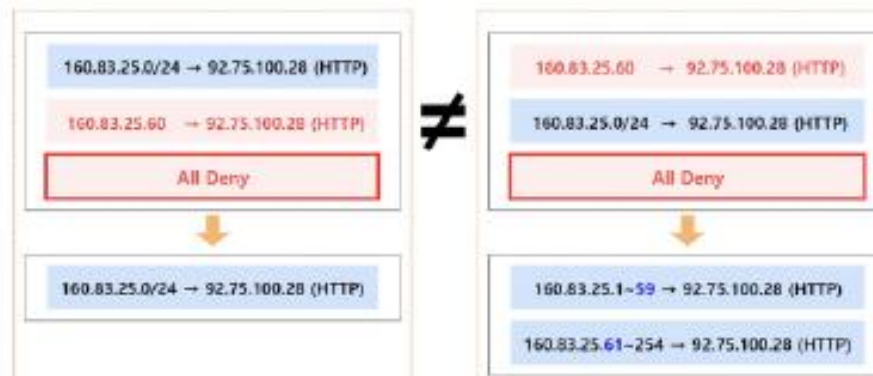 160.83.25.0/24 → 92.75.100.28 (HTTP)
160.83.25.60 → 92.75.100.28 (HTTP)
All Deny
160.83.25.0/24 → 92.75.100.28 (HTTP)
≠
160.83.25.60 → 92.75.100.28 (HTTP)
160.83.25.0/24 → 92.75.100.28 (HTTP)
All Deny
160.83.25.1~59 → 92.75.100.28 (HTTP)
160.83.25.61~254 → 92.75.100.28 (HTTP)